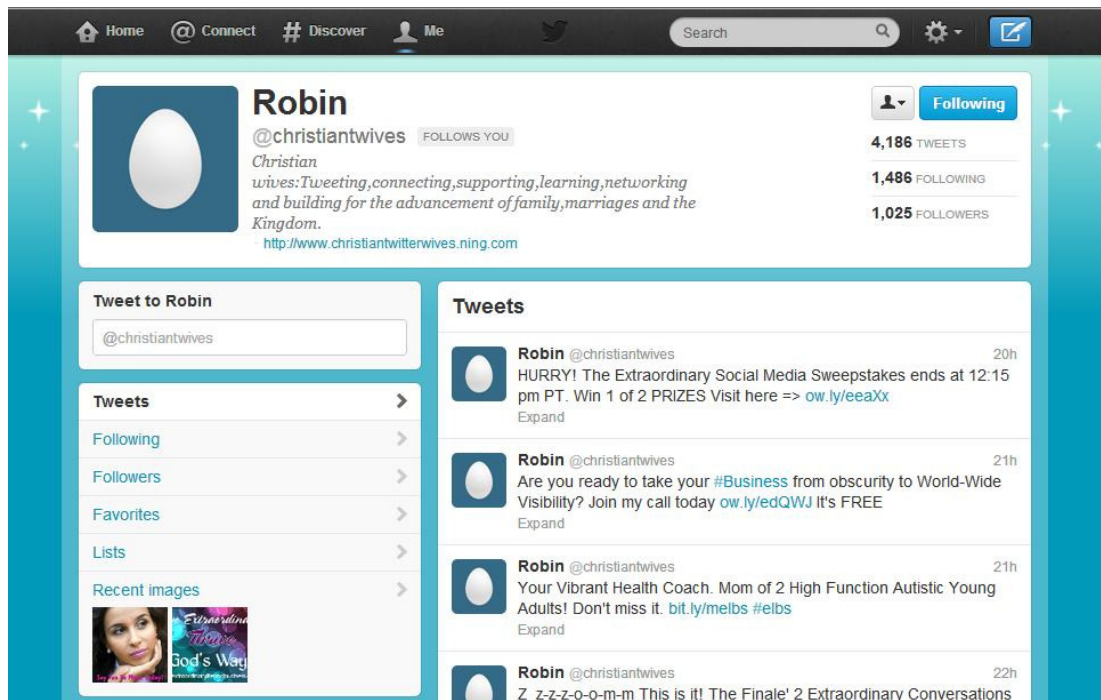 Home @ Connect # Discover Me Search
Robin
@christiantwives FOLLOWS YOU
Christian
wives:Tweeting,connecting,supporting,learning,networking
and building for the advancement of family,marriages and the
Kingdom.
http://www.christiantwitterwives.ning.com
Following
4,186 TWEETS
1,486 FOLLOWING
1,025 FOLLOWERS
Tweet to Robin
@christiantwives
Tweets
Following
Followers
Favorites
Lists
Recent images
Extraordinary
God's Way
Tweets
Robin @christiantwives 20h
HURRY! The Extraordinary Social Media Sweepstakes ends at 12:15
pm PT. Win 1 of 2 PRIZES Visit here => ow.ly/eeaXx
Expand
Robin @christiantwives 21h
Are you ready to take your #Business from obscurity to World-Wide
Visibility? Join my call today ow.ly/edQWJ It's FREE
Expand
Robin @christiantwives 21h
Your Vibrant Health Coach. Mom of 2 High Function Autistic Young
Adults! Don't miss it. bit.ly/melbs #elbs
Expand
Robin @christiantwives 22h
Z_z-z-z-o-o-m-m This is it! The Finale' 2 Extraordinary Conversations